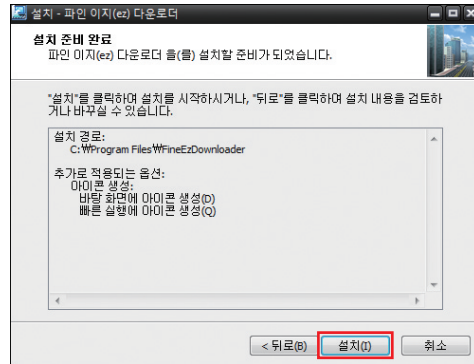 설치 - 파인 이지(ez) 다운로더
설치 준비 완료
파인 이지(ez) 다운로더 을(를) 설치할 준비가 되었습니다.
"설치"를 클릭하여 설치를 시작하시거나, "뒤로"를 클릭하여 설치 내용을 검토하
거나 바꾸실 수 있습니다.
설치 경로:
C:₩Program Files₩FineEzDownloader
추가로 적용되는 옵션:
아이콘 생성:
바탕 화면에 아이콘 생성(D)
빠른 실행에 아이콘 생성(Q)
< 뒤로(B)
설치(I)
취소